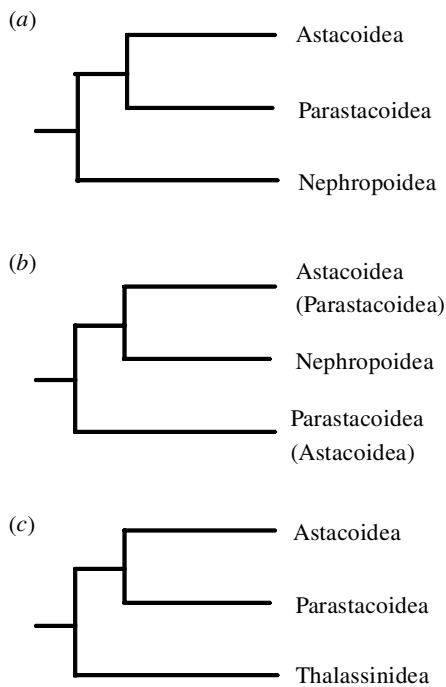 (a)
Astacoidea
Parastacoidea
Nephropoidea
(b)
Astacoidea
(Parastacoidea)
Nephropoidea
Parastacoidea
(Astacoidea)
(c)
Astacoidea
Parastacoidea
Thalassinidea